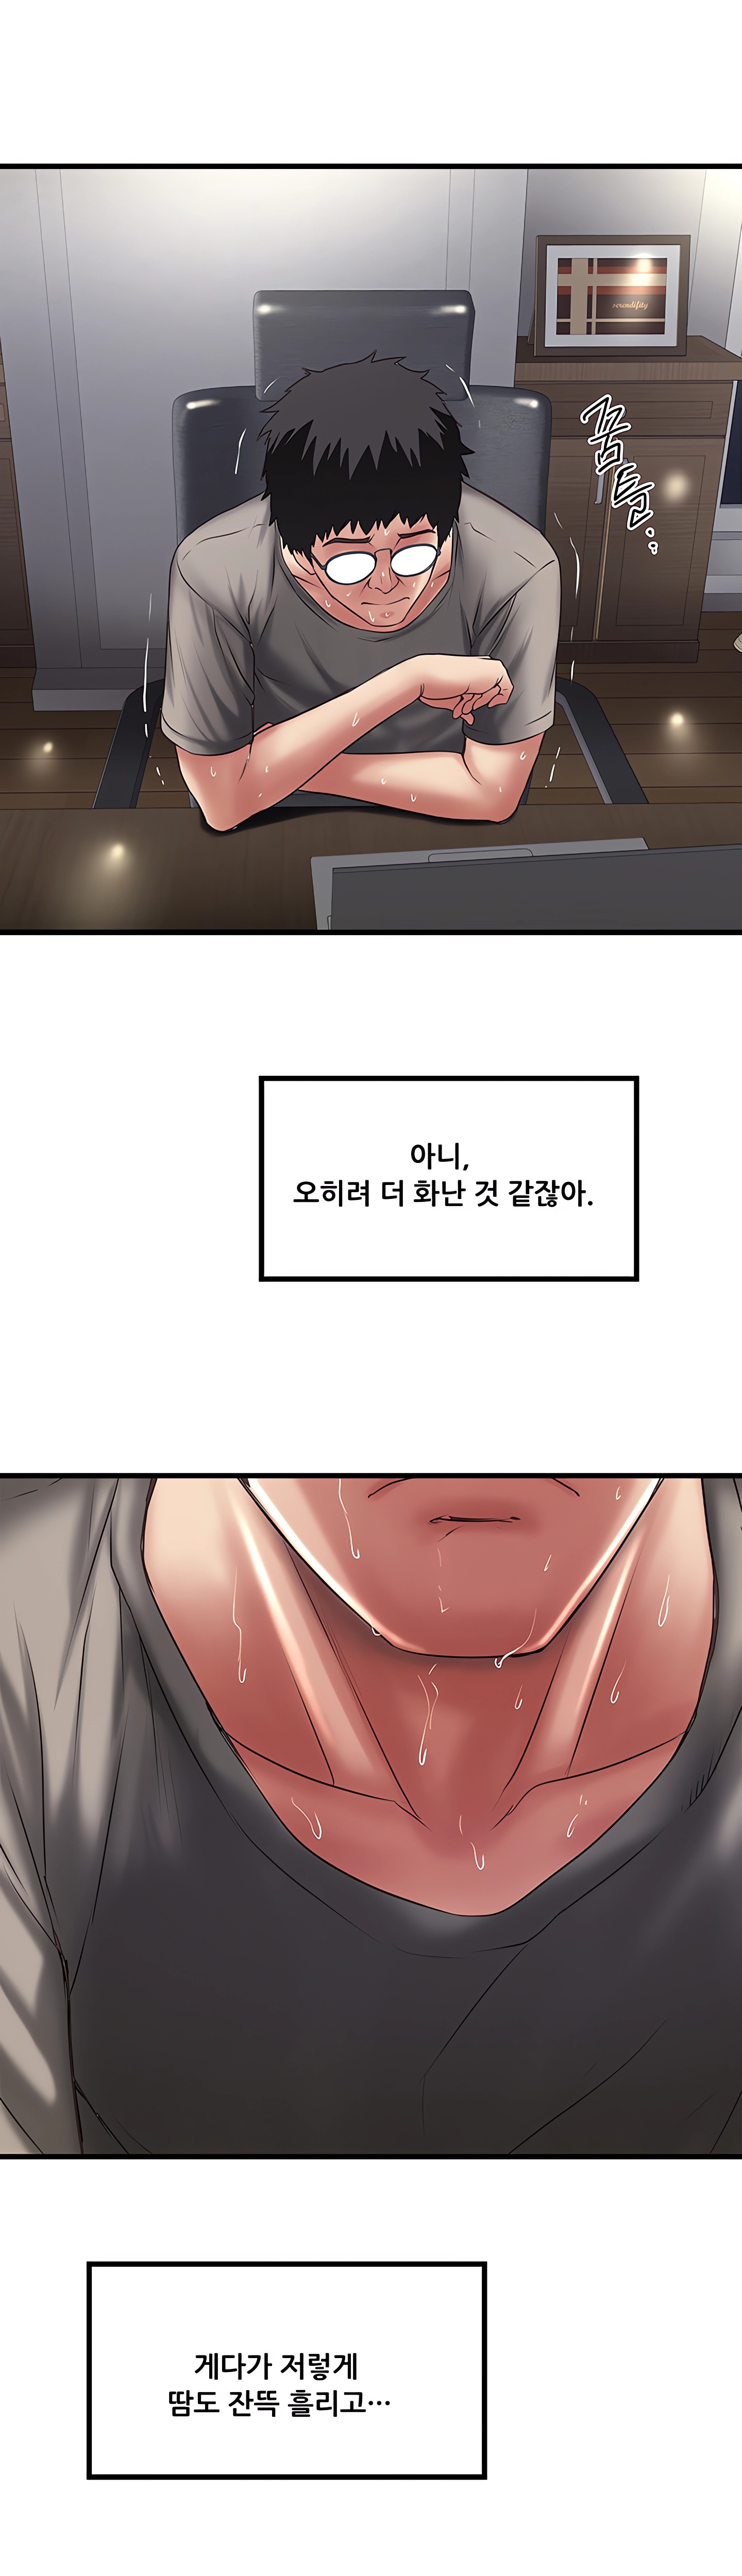 serendifity
꿈틀..
아니,
오히려 더 화난 것 같잖아.
게다가 저렇게
땀도 잔뜩 흘리고…